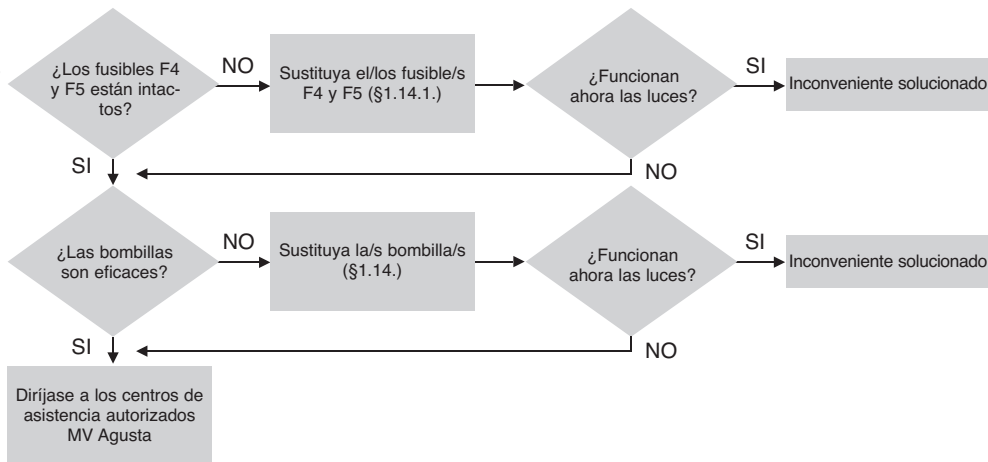 ¿Los fusibles F4
y F5 están intac-
tos?
NO
Sustituya el/los fusible/s
F4 y F5 (§1.14.1.)
¿Funcionan
ahora las luces?
SI
Inconveniente solucionado
SI
NO
¿Las bombillas
son eficaces?
NO
Sustituya la/s bombilla/s
(§1.14.)
¿Funcionan
ahora las luces?
SI
Inconveniente solucionado
SI
NO
Diríjase a los centros de
asistencia autorizados
MV Agusta